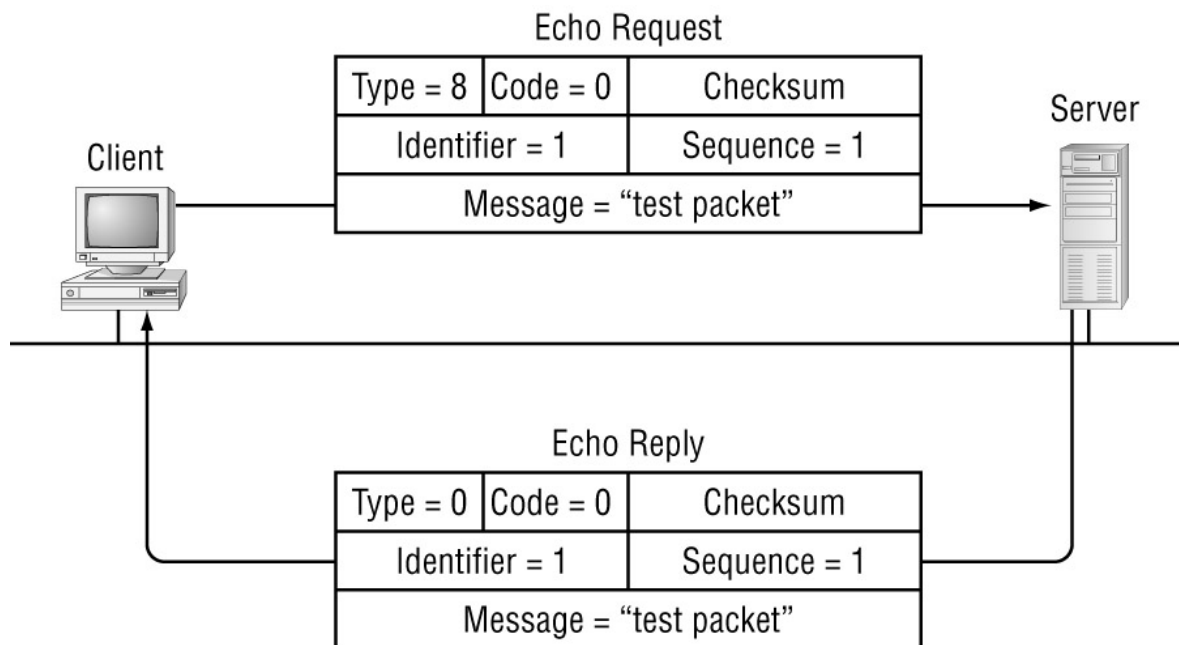 Echo Request
Type = 8 Code = 0 Checksum
Server
Client
Identifier = 1 Sequence = 1
Message = “test packet”
Echo Reply
Type = 0 Code = 0 Checksum
Identifier = 1 Sequence = 1
Message = “test packet”